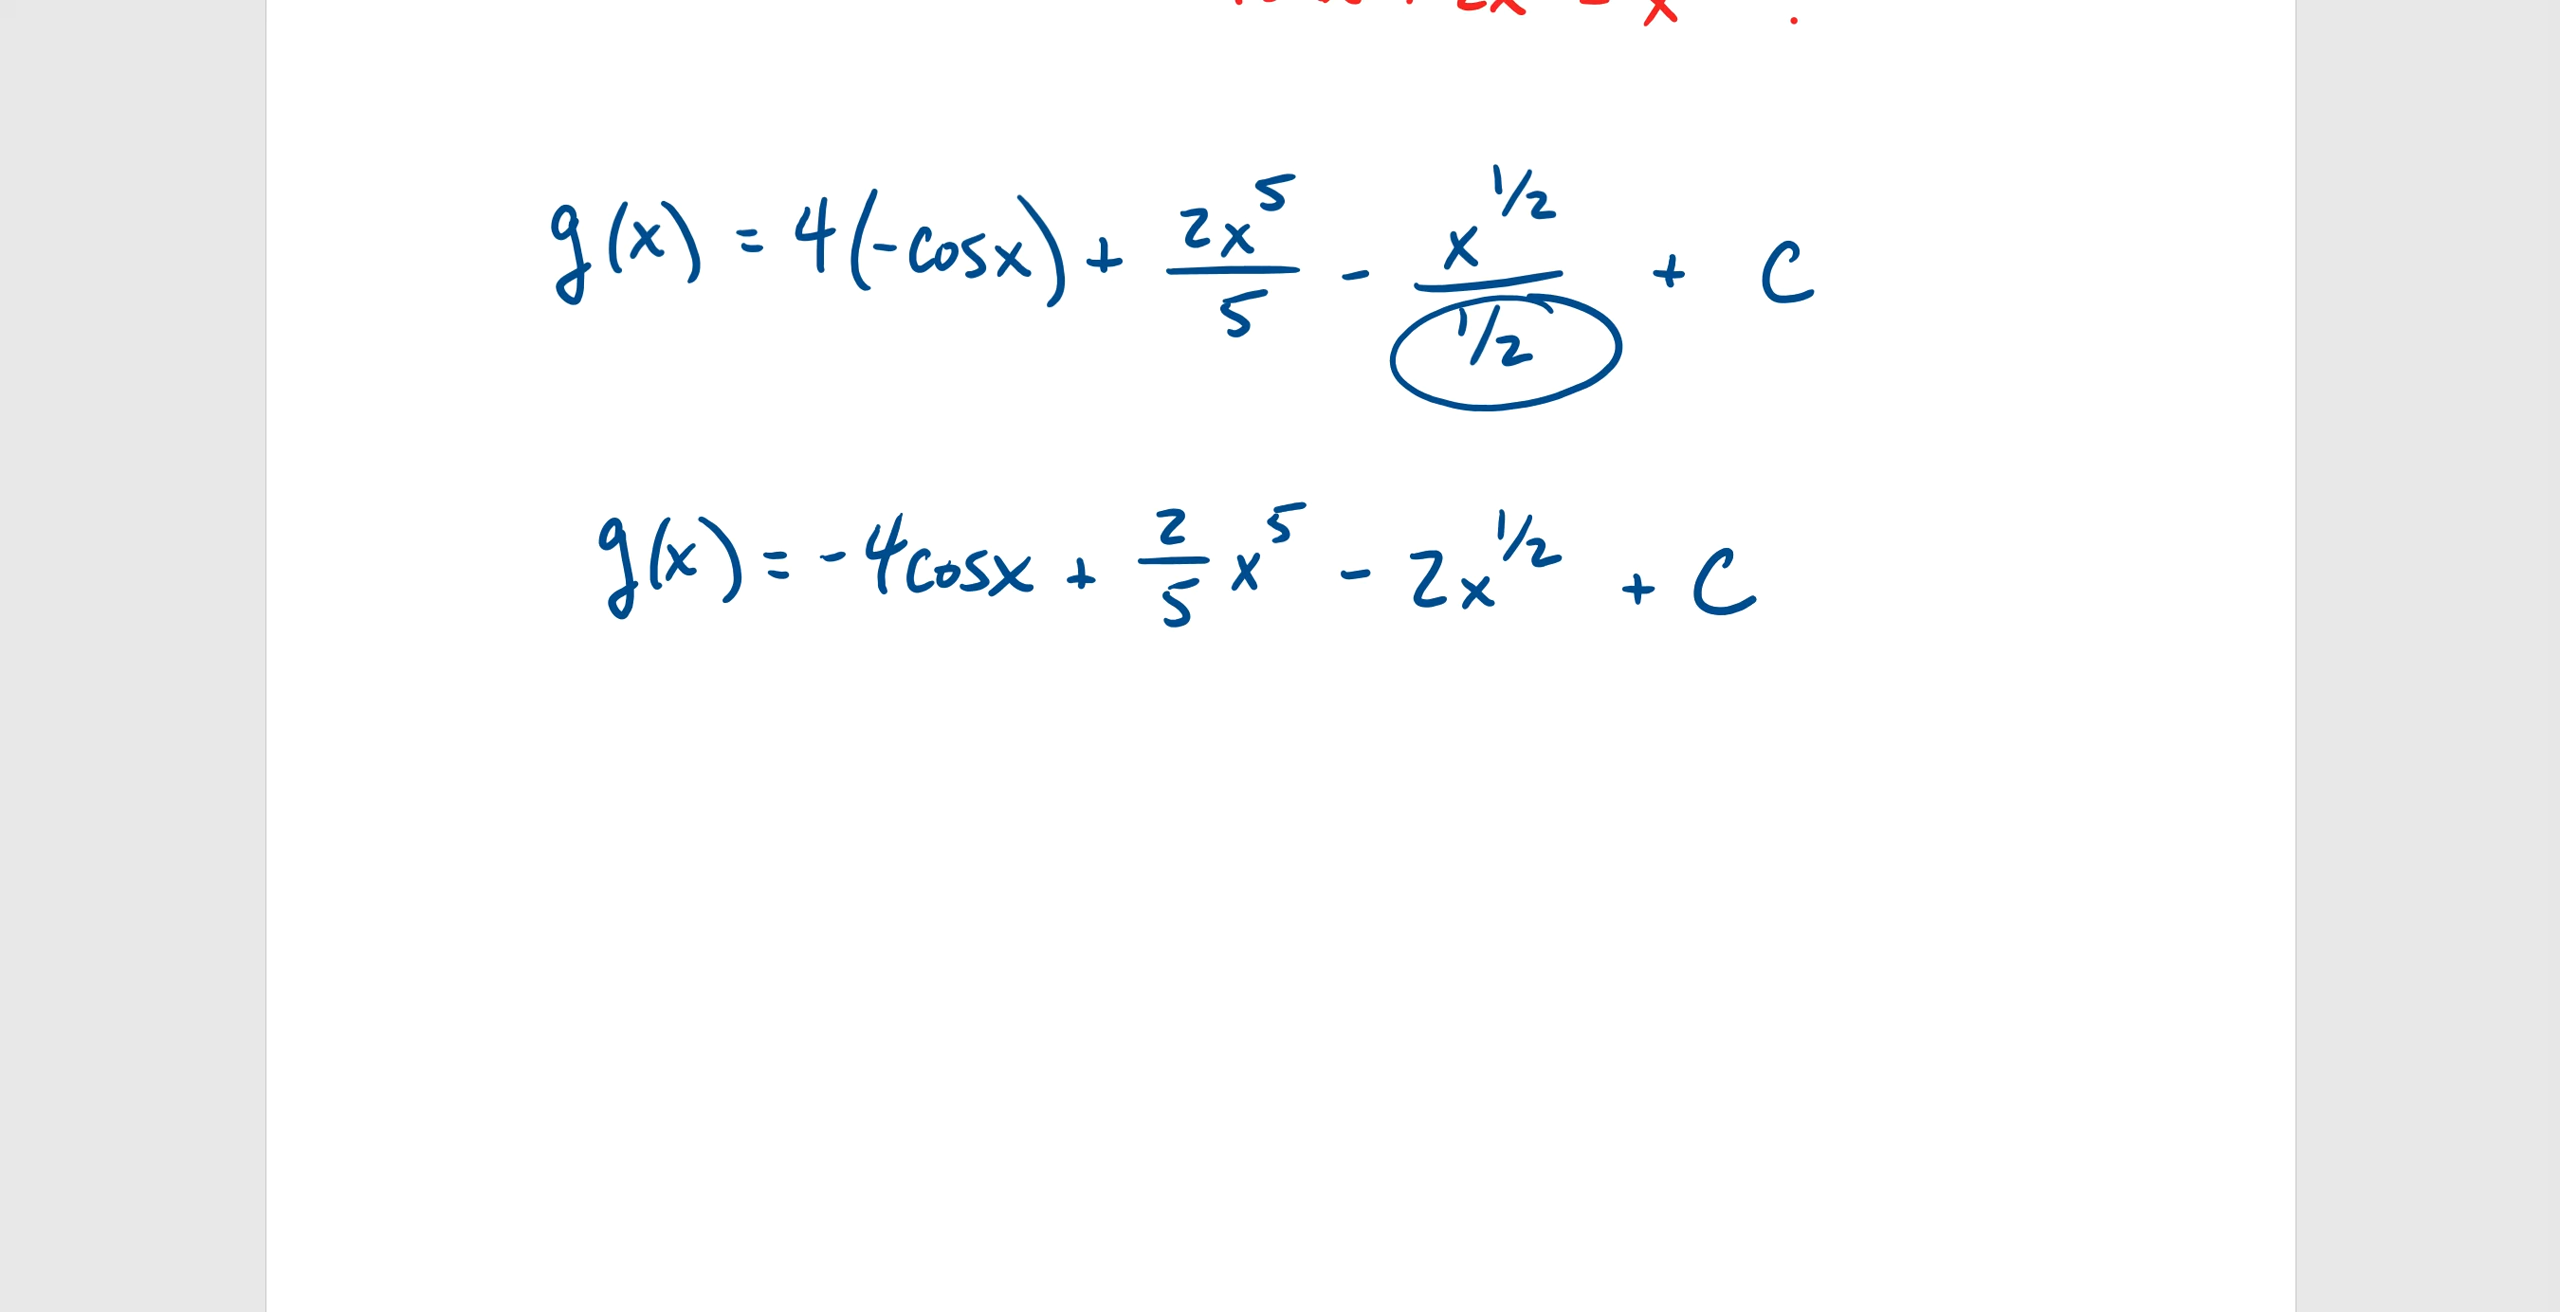 g(x) = 4(-cosx) + 2x^5/5 - x^1/2/1/2 + C
g(x) = -4cosx + 2/5 x^5 - 2x^1/2 + C